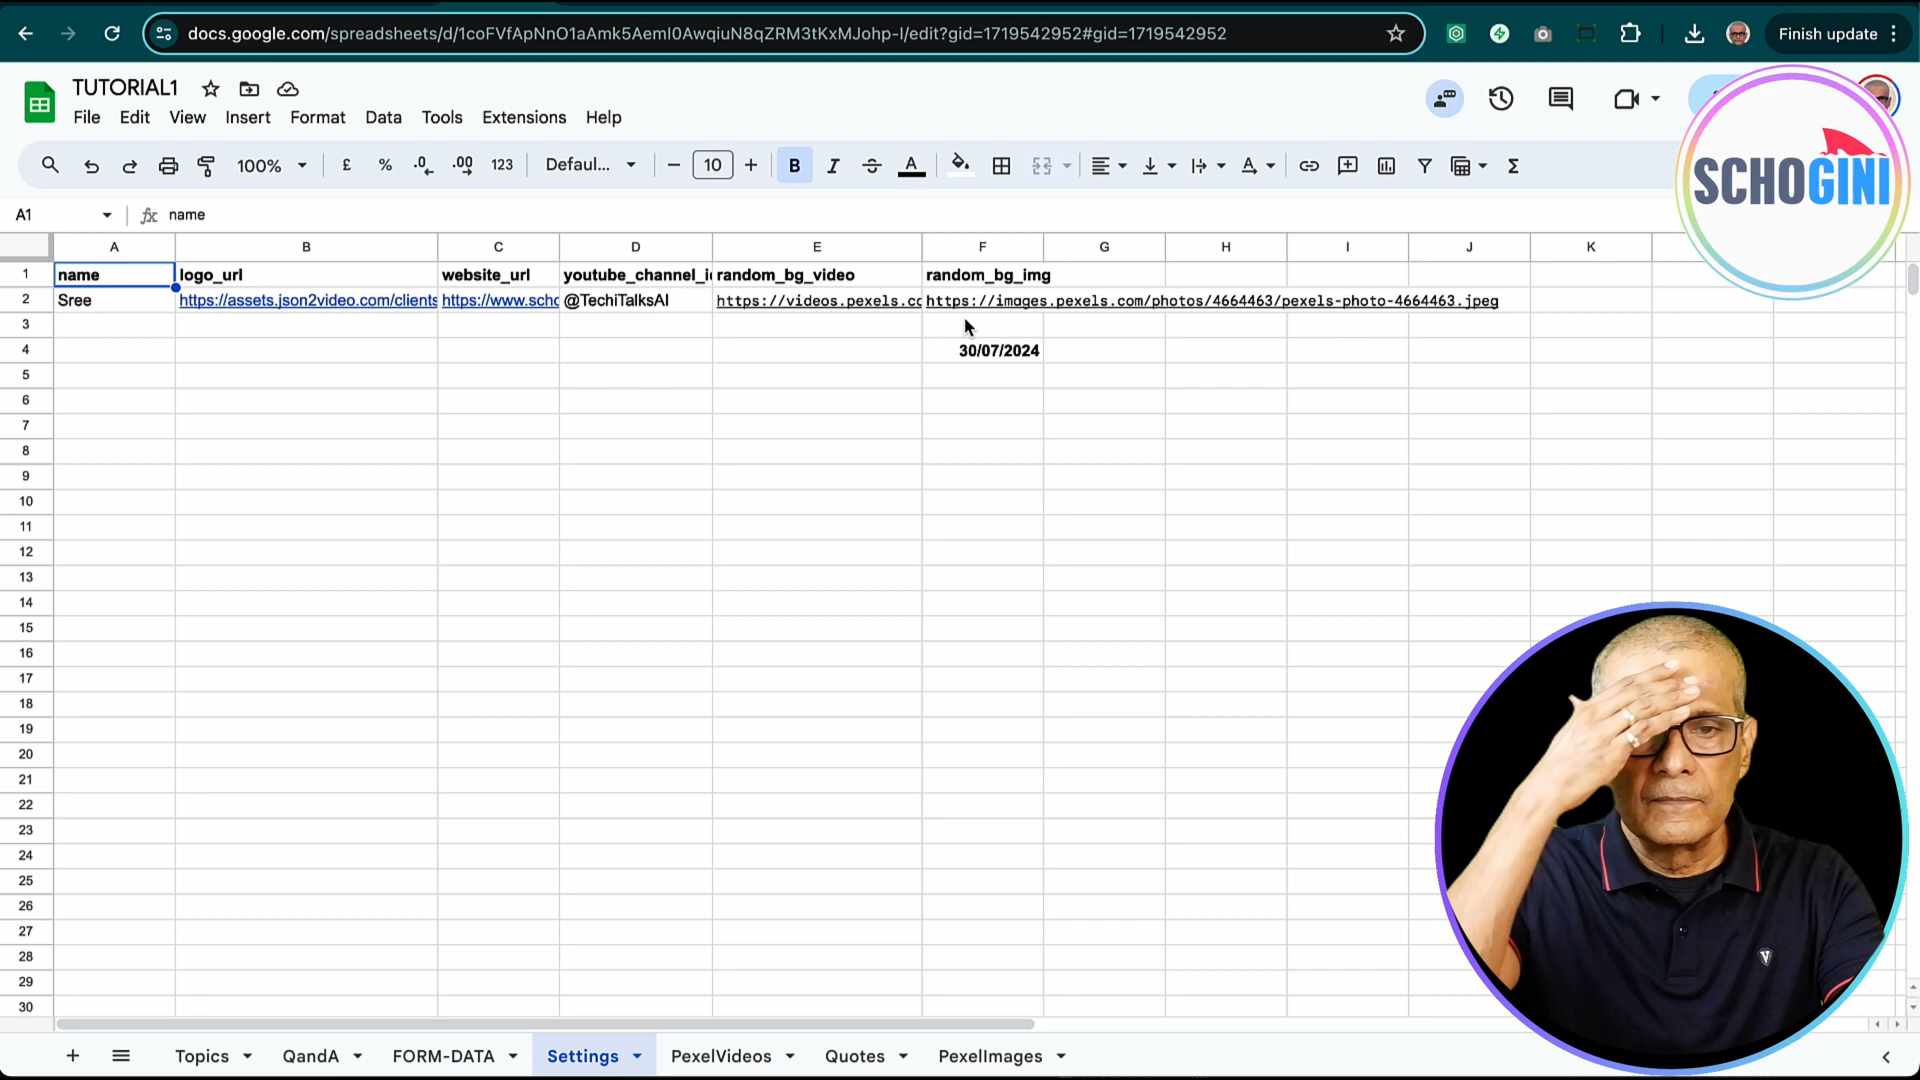 docs.google.com/spreadsheets/d/1coFVfApNnO1aAmk5AemI0AwqiuN8qZRM3tKxMJohp-I/edit?gid=1719542952#gid=1719542952
Finish update
TUTORIAL1
File Edit View Insert Format Data Tools Extensions Help
100% £ % .0 .00 123 Defaul... − 10 + B I S A Σ
SCHOGINI
A1 fx name
A B C D E F G H I J K
1 name logo_url website_url youtube_channel_i random_bg_video random_bg_img
2 Sree https://assets.json2video.com/clients https://www.scho @TechiTalksAI https://videos.pexels.co https://images.pexels.com/photos/4664463/pexels-photo-4664463.jpeg
3
4 30/07/2024
5
6
7
8
9
10
11
12
13
14
15
16
17
18
19
20
21
22
23
24
25
26
27
28
29
30
+ Topics QandA FORM-DATA Settings PexelVideos Quotes PexelImages